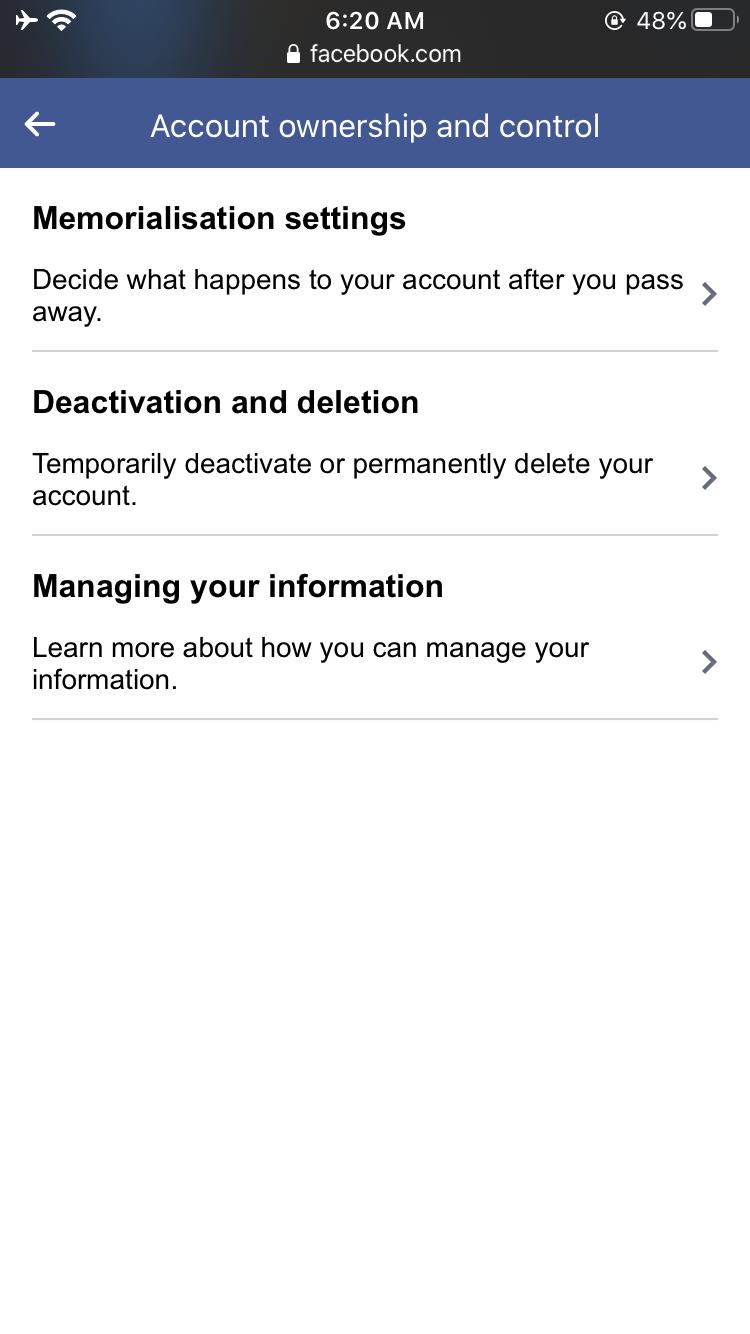 6:20 AM
48%
facebook.com
Account ownership and control
Memorialisation settings
Decide what happens to your account after you pass
away.
Deactivation and deletion
Temporarily deactivate or permanently delete your
account.
Managing your information
Learn more about how you can manage your
information.